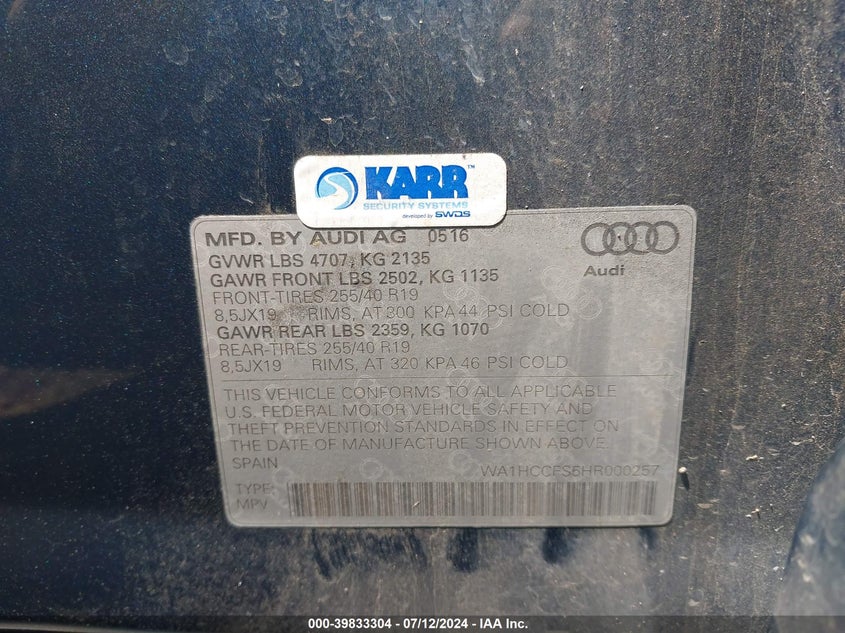 KARR™
SECURITY SYSTEMS
developed by SWDS
MFD. BY AUDI AG 0516
GVWR LBS 4707, KG 2135
GAWR FRONT LBS 2502, KG 1135
FRONT-TIRES 255/40 R19
8,5JX19 RIMS, AT 300 KPA 44 PSI COLD
GAWR REAR LBS 2359, KG 1070
REAR-TIRES 255/40 R19
8,5JX19 RIMS, AT 320 KPA 46 PSI COLD
Audi
THIS VEHICLE CONFORMS TO ALL APPLICABLE
U.S. FEDERAL MOTOR VEHICLE SAFETY AND
THEFT PREVENTION STANDARDS IN EFFECT ON
THE DATE OF MANUFACTURE SHOWN ABOVE.
SPAIN WA1HCCFS5HR000257
TYPE:
MPV
000-39833304 - 07/12/2024 - IAA Inc.